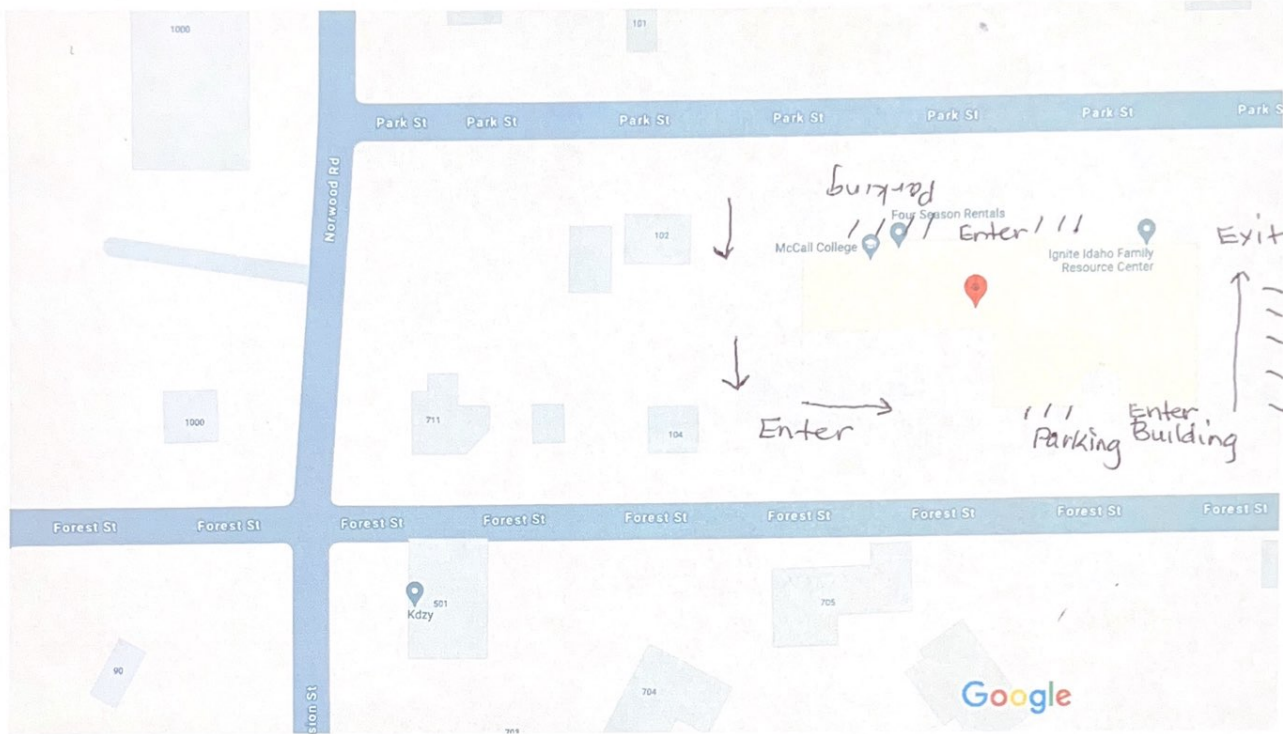 1000
101
Park St
Park St
Park St
Park St
Park St
Park St
Park S
Norwood Rd
Parking
Four Season Rentals
102
McCall College
Enter
Ignite Idaho Family
Resource Center
Exit
1000
711
104
Enter
Parking
Enter
Building
Forest St
Forest St
Forest St
Forest St
Forest St
Forest St
Forest St
Forest St
Forest St
Kdzy
501
705
90
704
703
sion St
Google